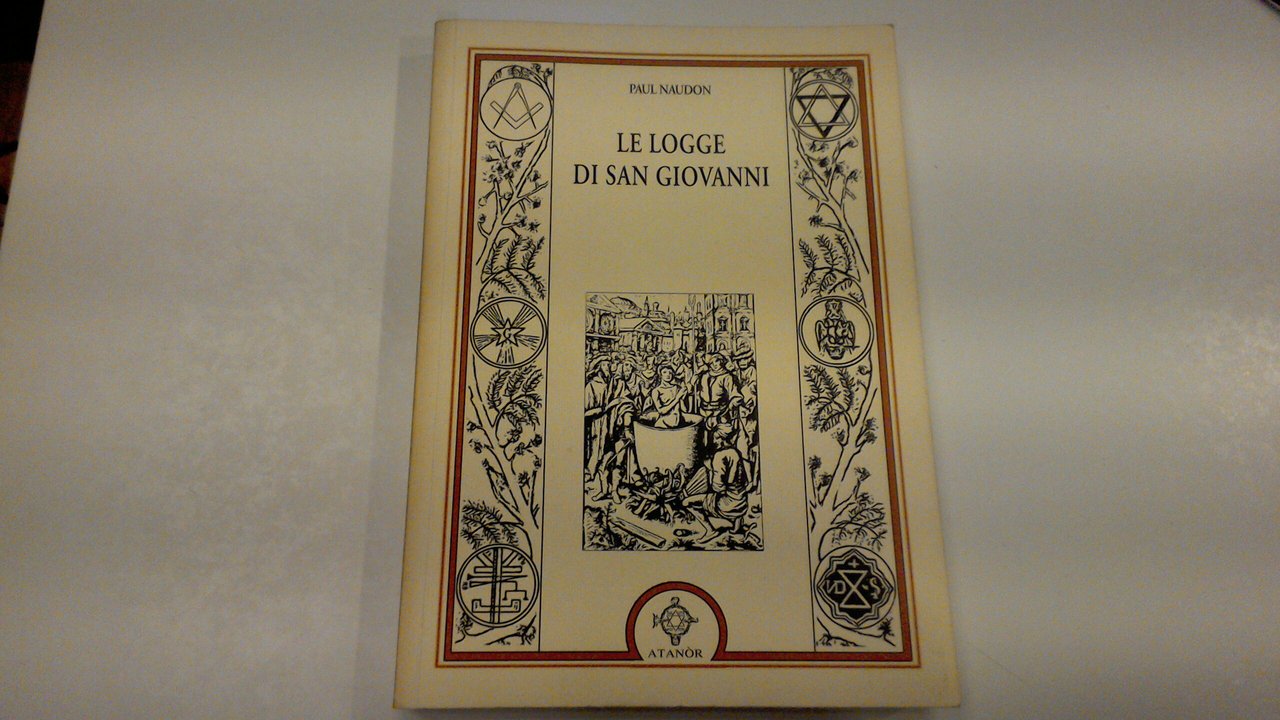 PAUL NAUDON
LE LOGGE
DI SAN GIOVANNI
G
ATANÒR